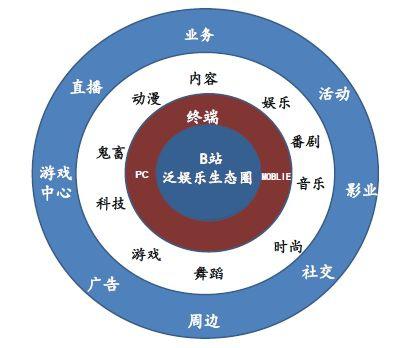 业务
直播
活动
内容
动漫
娱乐
终端
鬼畜
B站
番剧
游戏
中心
PC
泛娱乐生态圈
MOBLIE
音乐
影业
科技
游戏
时尚
舞蹈
广告
社交
周边